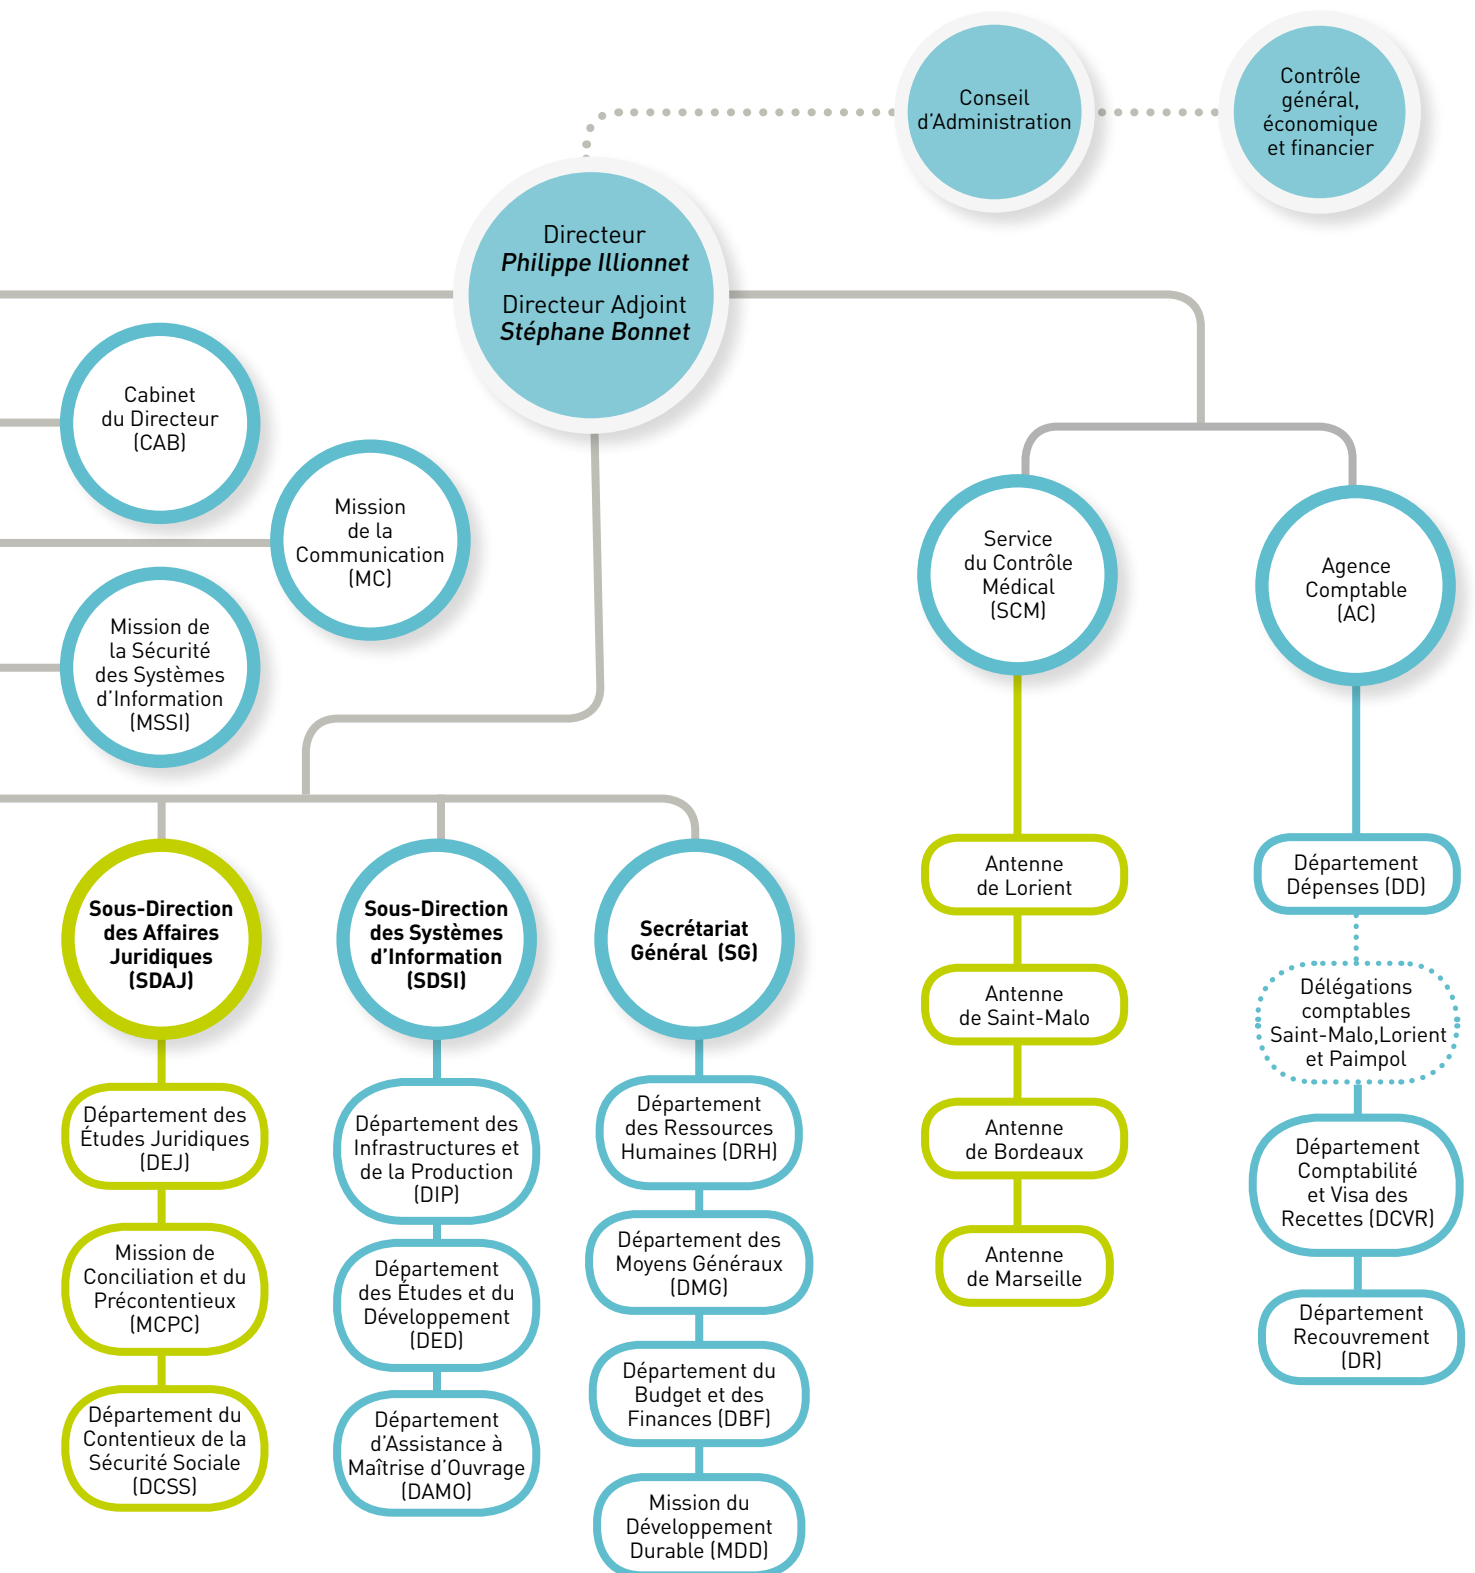 Conseil
d'Administration
Contrôle
général,
économique
et financier
Directeur
Philippe Illionnet
Directeur Adjoint
Stéphane Bonnet
Cabinet
du Directeur
(CAB)
Mission
de la
Communication
(MC)
Mission de
la Sécurité
des Systèmes
d'Information
(MSSI)
Service
du Contrôle
Médical
(SCM)
Agence
Comptable
(AC)
Sous-Direction
des Affaires
Juridiques
(SDAJ)
Département des
Études Juridiques
(DEJ)
Mission de
Conciliation et du
Précontentieux
(MCPC)
Département du
Contentieux de la
Sécurité Sociale
(DCSS)
Sous-Direction
des Systèmes
d'Information
(SDSI)
Département des
Infrastructures et
de la Production
(DIP)
Département
des Études et du
Développement
(DED)
Département
d'Assistance à
Maîtrise d'Ouvrage
(DAMO)
Secrétariat
Général (SG)
Département
des Ressources
Humaines (DRH)
Département des
Moyens Généraux
(DMG)
Département du
Budget et des
Finances (DBF)
Mission du
Développement
Durable (MDD)
Antenne
de Lorient
Antenne
de Saint-Malo
Antenne
de Bordeaux
Antenne
de Marseille
Département
Dépenses (DD)
Délégations
comptables
Saint-Malo,Lorient
et Paimpol
Département
Comptabilité
et Visa des
Recettes (DCVR)
Département
Recouvrement
(DR)